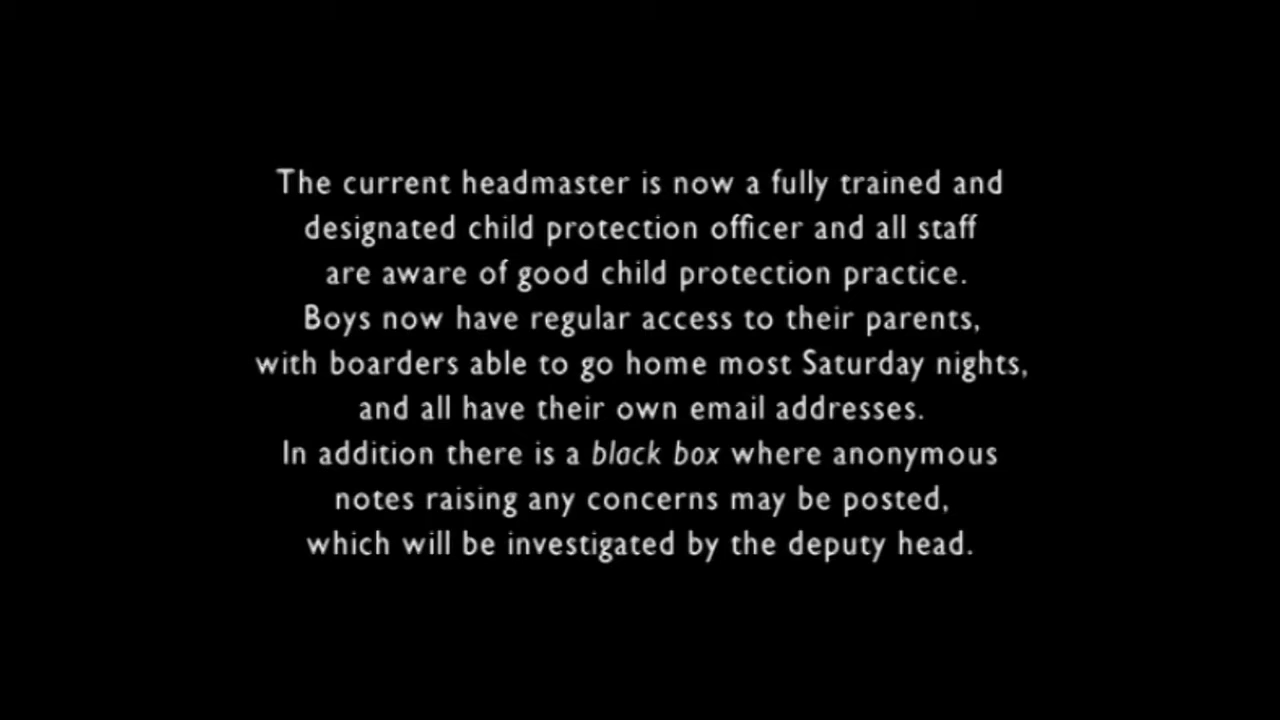 The current headmaster is now a fully trained and
designated child protection officer and all staff
are aware of good child protection practice.
Boys now have regular access to their parents,
with boarders able to go home most Saturday nights,
and all have their own email addresses.
In addition there is a black box where anonymous
notes raising any concerns may be posted,
which will be investigated by the deputy head.